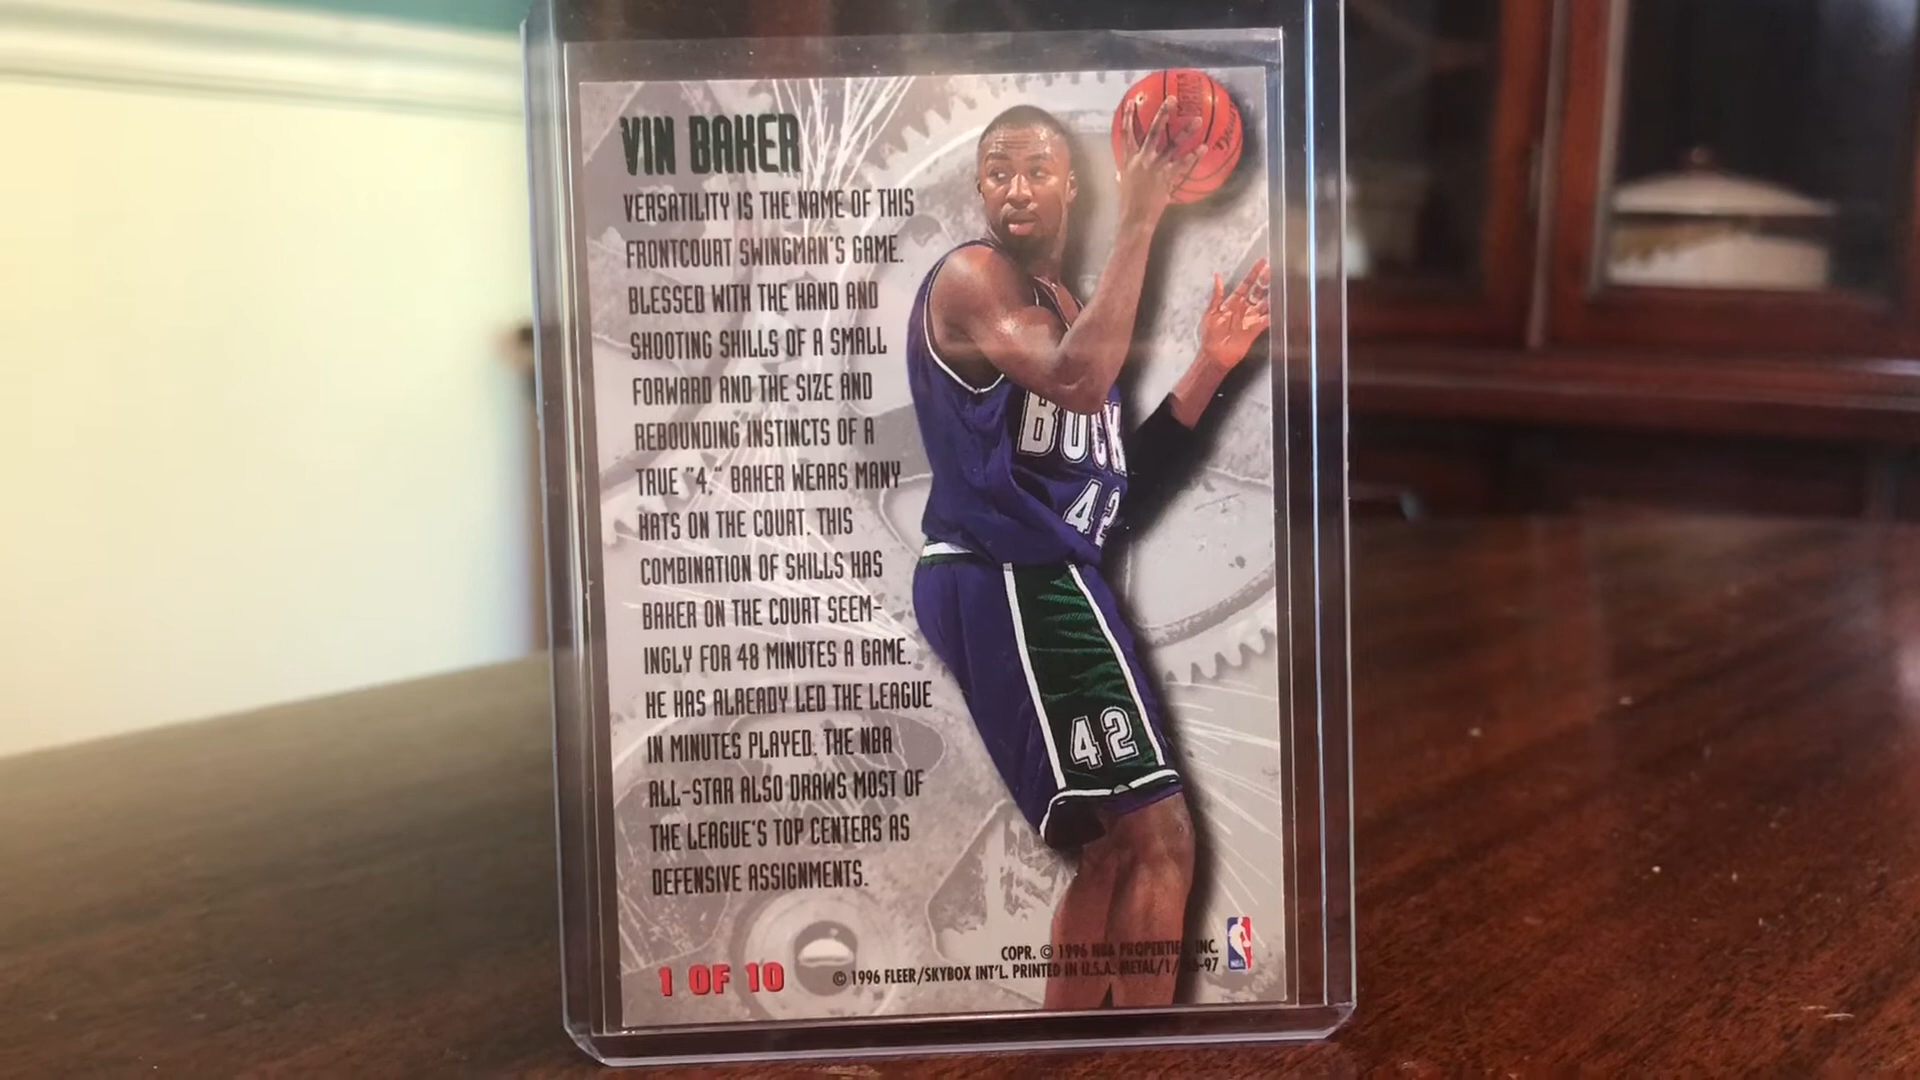 VIN BAKER
VERSATILITY IS THE NAME OF THIS
FRONTCOURT SWINGMAN'S GAME.
BLESSED WITH THE HAND AND
SHOOTING SKILLS OF A SMALL
FORWARD AND THE SIZE AND
REBOUNDING INSTINCTS OF A
TRUE "4," BAKER WEARS MANY
HATS ON THE COURT. THIS
COMBINATION OF SKILLS HAS
BAKER ON THE COURT SEEM-
INGLY FOR 48 MINUTES A GAME.
HE HAS ALREADY LED THE LEAGUE
IN MINUTES PLAYED. THE NBA
ALL-STAR ALSO DRAWS MOST OF
THE LEAGUE'S TOP CENTERS AS
DEFENSIVE ASSIGNMENTS.
BUCK
42
42
COPR. © 1996 NBA PROPERTIES, INC.
© 1996 FLEER/SKYBOX INT'L. PRINTED IN U.S.A. METAL/1/96-97
NBA
1 OF 10